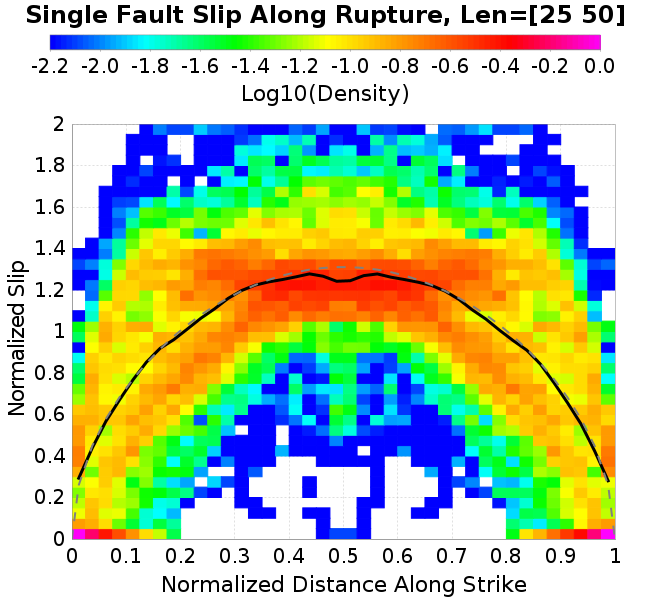 Single Fault Slip Along Rupture, Len=[25 50]
-2.2 -2.0 -1.8 -1.6 -1.4 -1.2 -1.0 -0.8 -0.6 -0.4 -0.2 0.0
Log10(Density)
2
1.8
1.6
1.4
1.2
1
0.8
0.6
0.4
0.2
0
Normalized Slip
0 0.1 0.2 0.3 0.4 0.5 0.6 0.7 0.8 0.9 1
Normalized Distance Along Strike